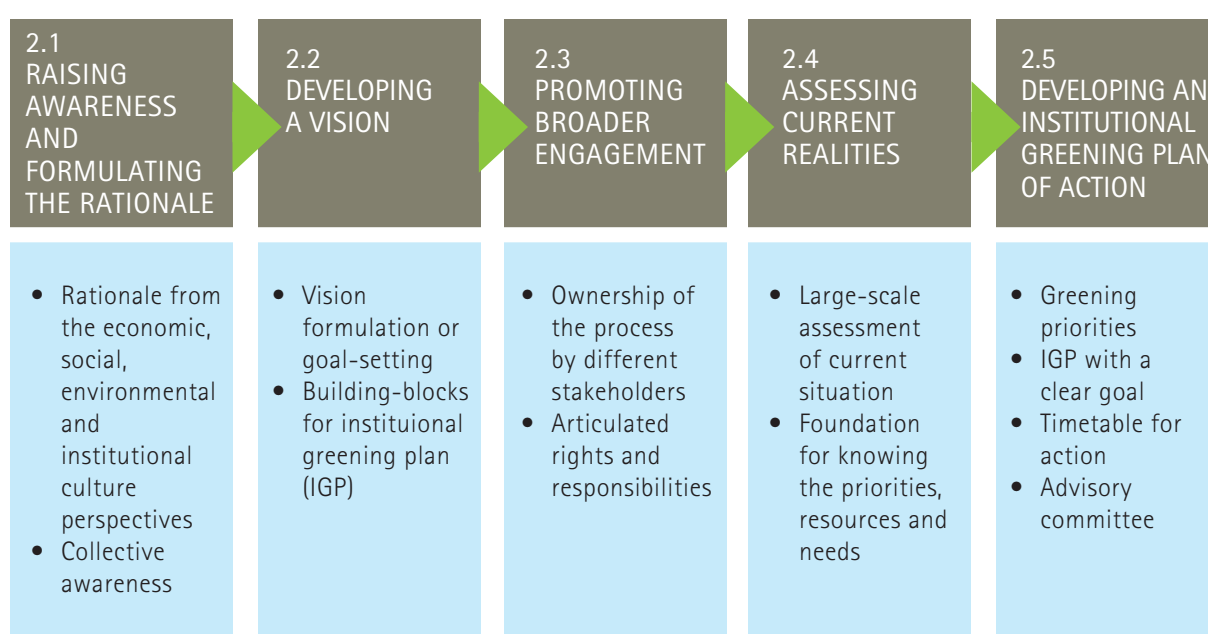 2.1
RAISING
AWARENESS
AND
FORMULATING
THE RATIONALE
2.2
DEVELOPING
A VISION
2.3
PROMOTING
BROADER
ENGAGEMENT
2.4
ASSESSING
CURRENT
REALITIES
2.5
DEVELOPING AN
INSTITUTIONAL
GREENING PLAN
OF ACTION
• Rationale from
the economic,
social,
environmental
and
institutional
culture
perspectives
• Collective
awareness
• Vision
formulation or
goal-setting
• Building-blocks
for instituional
greening plan
(IGP)
• Ownership of
the process
by different
stakeholders
• Articulated
rights and
responsibilities
• Large-scale
assessment
of current
situation
• Foundation
for knowing
the priorities,
resources and
needs
• Greening
priorities
• IGP with a
clear goal
• Timetable for
action
• Advisory
committee